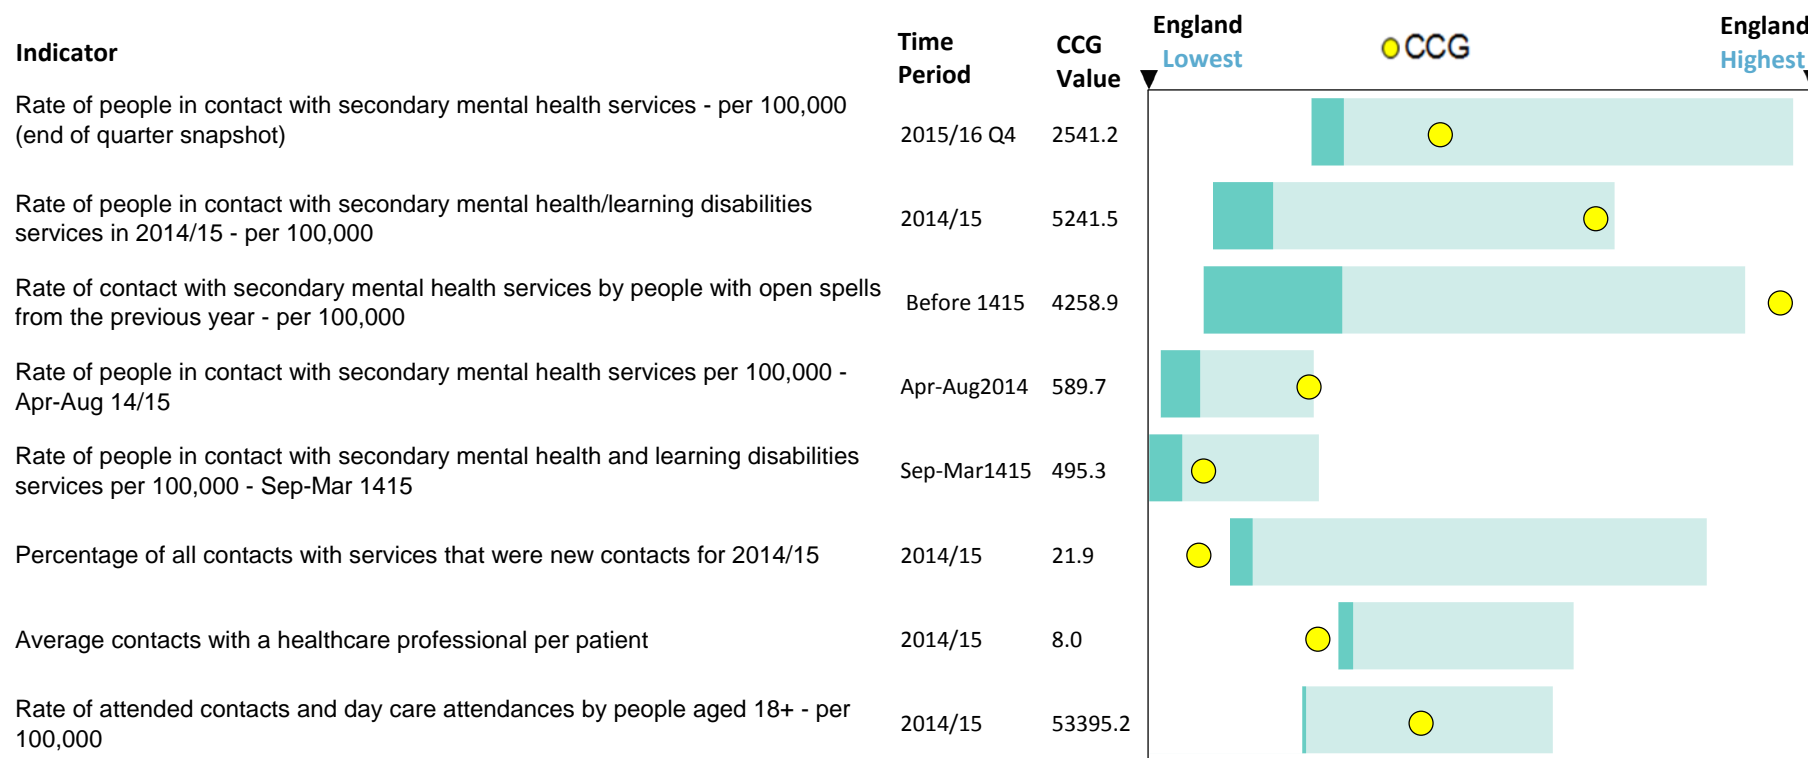 Indicator
Time
Period
CCG
Value
England
Lowest
CCG
England
Highest
Rate of people in contact with secondary mental health services - per 100,000
(end of quarter snapshot)
2015/16 Q4 2541.2
Rate of people in contact with secondary mental health/learning disabilities
services in 2014/15 - per 100,000
2014/15 5241.5
Rate of contact with secondary mental health services by people with open spells
from the previous year - per 100,000
Before 1415 4258.9
Rate of people in contact with secondary mental health services per 100,000 -
Apr-Aug 14/15
Apr-Aug2014 589.7
Rate of people in contact with secondary mental health and learning disabilities
services per 100,000 - Sep-Mar 1415
Sep-Mar1415 495.3
Percentage of all contacts with services that were new contacts for 2014/15 2014/15 21.9
Average contacts with a healthcare professional per patient 2014/15 8.0
Rate of attended contacts and day care attendances by people aged 18+ - per
100,000
2014/15 53395.2